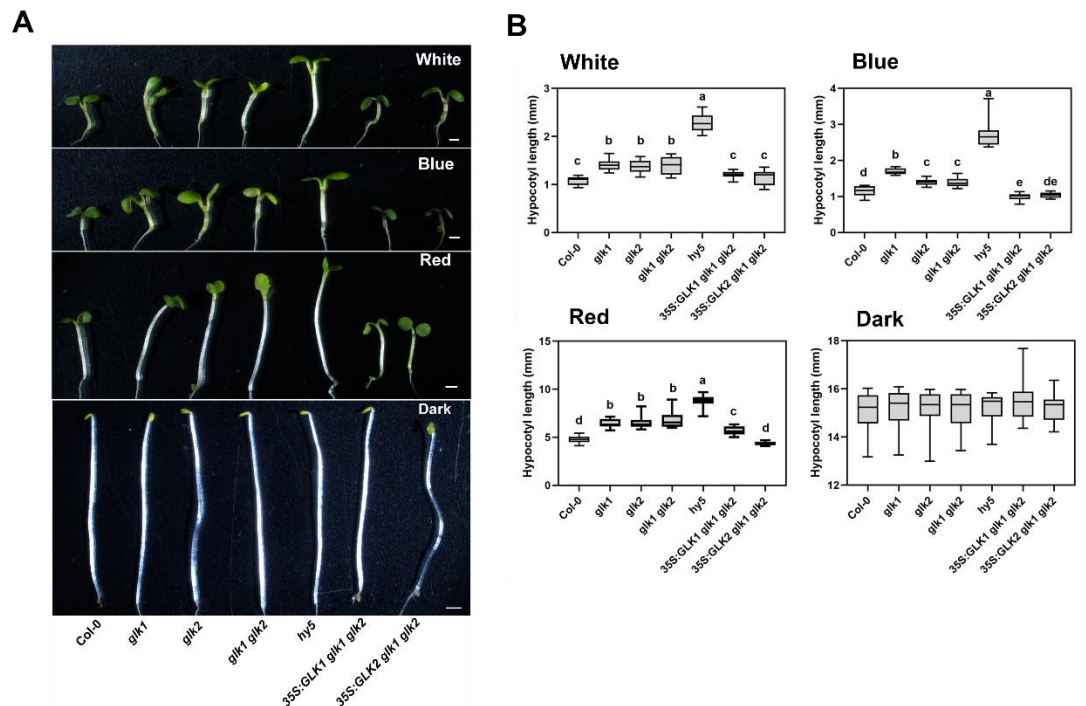 A
White
Blue
Red
Dark
Col-0
glk1
glk2
glk1 glk2
hy5
35S:GLK1 glk1 glk2
35S:GLK2 glk1 glk2
B
White
Hypocotyl length (mm)
3
2
1
0
c
b
b
b
a
c
c
Col-0
glk1
glk2
glk1 glk2
hy5
35S:GLK1 glk1 glk2
35S:GLK2 glk1 glk2
Blue
Hypocotyl length (mm)
4
3
2
1
0
d
b
c
c
a
e
de
Col-0
glk1
glk2
glk1 glk2
hy5
35S:GLK1 glk1 glk2
35S:GLK2 glk1 glk2
Red
Hypocotyl length (mm)
15
10
5
0
d
b
b
b
a
c
d
Col-0
glk1
glk2
glk1 glk2
hy5
35S:GLK1 glk1 glk2
35S:GLK2 glk1 glk2
Dark
Hypocotyl length (mm)
18
16
14
12
Col-0
glk1
glk2
glk1 glk2
hy5
35S:GLK1 glk1 glk2
35S:GLK2 glk1 glk2